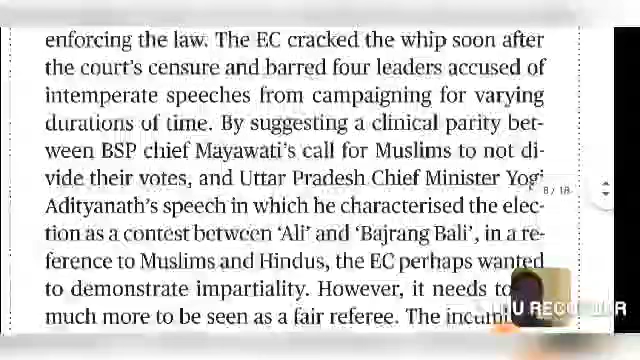 enforcing the law. The EC cracked the whip soon after
the court's censure and barred four leaders accused of
intemperate speeches from campaigning for varying
durations of time. By suggesting a clinical parity bet-
ween BSP chief Mayawati's call for Muslims to not di-
vide their votes, and Uttar Pradesh Chief Minister Yogi
8/18
Adityanath's speech in which he characterised the elec-
tion as a contest between 'Ali' and 'Bajrang Bali', in a re-
ference to Muslims and Hindus, the EC perhaps wanted
to demonstrate impartiality. However, it needs to
much more to be seen as a fair referee. The